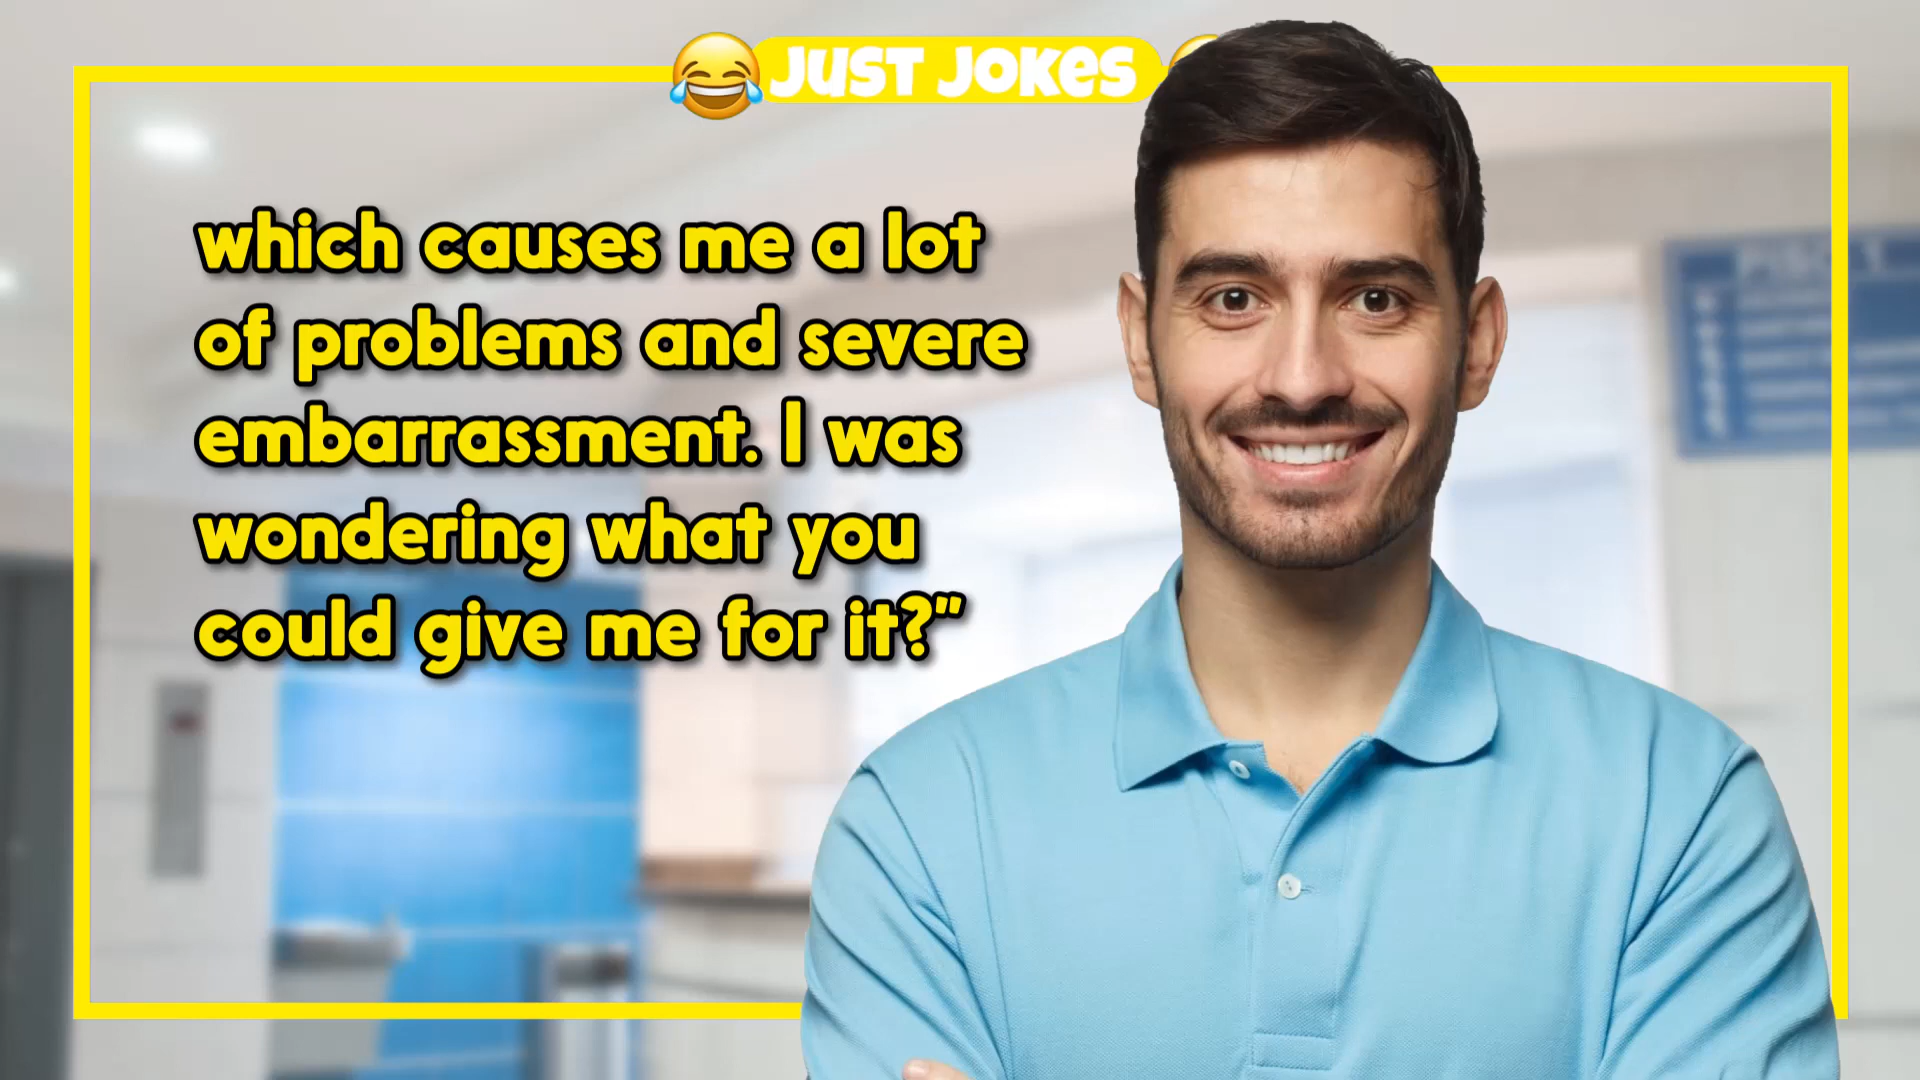 JUST JOKES
which causes me a lot
of problems and severe
embarrassment. I was
wondering what you
could give me for it?"